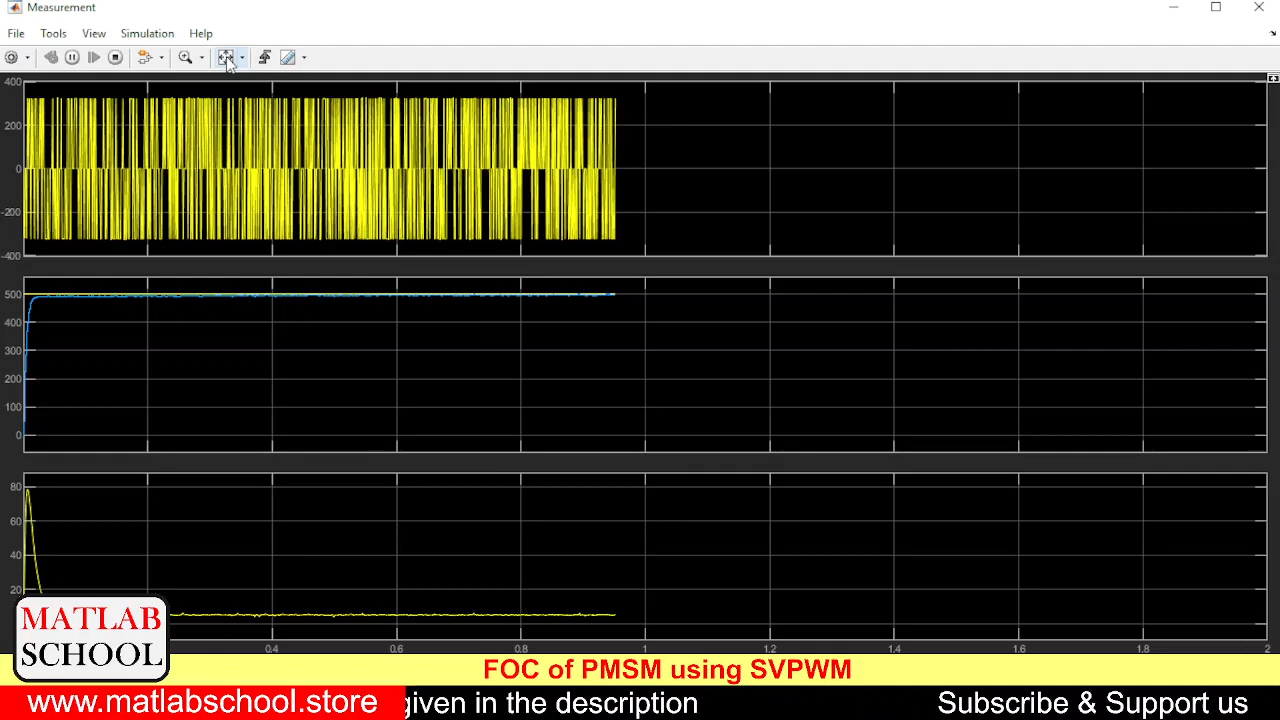 Measurement
File Tools View Simulation Help
400
200
0
-200
-400
500
400
300
200
100
0
80
60
40
20
0.4 0.6 0.8 1 1.2 1.4 1.6 1.8 2
MATLAB
SCHOOL
FOC of PMSM using SVPWM
www.matlabschool.store given in the description Subscribe & Support us